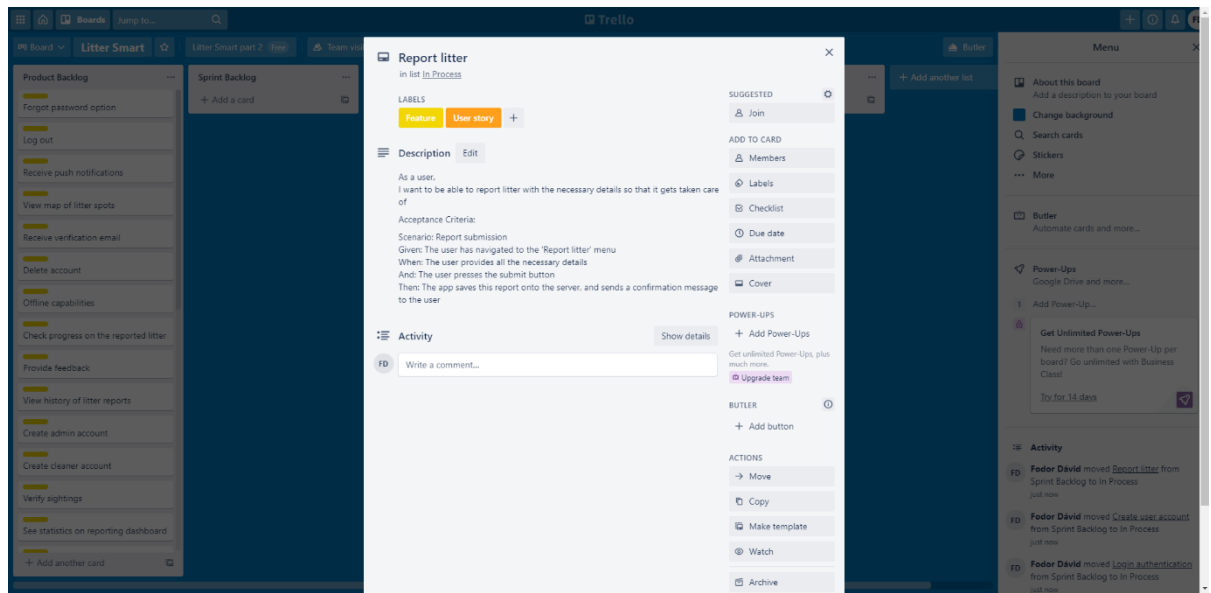 Boards
Jump to...
Trello
FD
Board
Litter Smart
Litter Smart part 2
Free
Team visi
Butler
Product Backlog
Forgot password option
Log out
Receive push notifications
View map of litter spots
Receive verification email
Delete account
Offline capabilities
Check progress on the reported litter
Provide feedback
View history of litter reports
Create admin account
Create cleaner account
Verify sightings
See statistics on reporting dashboard
+ Add another card
Sprint Backlog
+ Add a card
Report litter
in list In Process
LABELS
Feature
User story
+
Description
Edit
As a user,
I want to be able to report litter with the necessary details so that it gets taken care
of
Acceptance Criteria:
Scenario: Report submission
Given: The user has navigated to the 'Report litter' menu
When: The user provides all the necessary details
And: The user presses the submit button
Then: The app saves this report onto the server, and sends a confirmation message
to the user
Activity
Show details
FD
Write a comment...
SUGGESTED
Join
ADD TO CARD
Members
Labels
Checklist
Due date
Attachment
Cover
POWER-UPS
+ Add Power-Ups
Get unlimited Power-Ups, plus
much more.
Upgrade team
BUTLER
+ Add button
ACTIONS
Move
Copy
Make template
Watch
Archive
+ Add another list
Menu
About this board
Add a description to your board
Change background
Search cards
Stickers
More
Butler
Automate cards and more...
Power-Ups
Google Drive and more...
1
Add Power-Up...
Get Unlimited Power-Ups
Need more than one Power-Up per
board? Go unlimited with Business
Class!
Try for 14 days
Activity
FD
Fodor Dávid moved Report litter from
Sprint Backlog to In Process
just now
FD
Fodor Dávid moved Create user account
from Sprint Backlog to In Process
just now
FD
Fodor Dávid moved Login authentication
from Sprint Backlog to In Process
just now